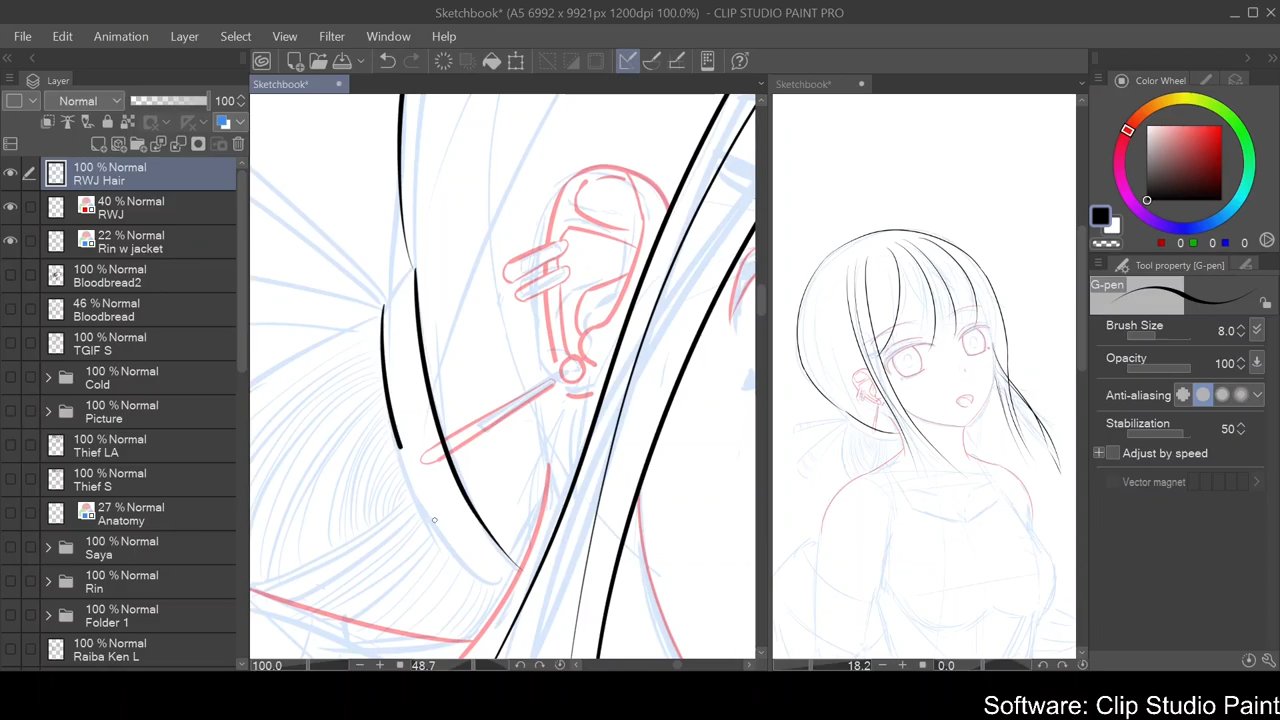 Sketchbook* (A5 6992 x 9921px 1200dpi 100.0%) - CLIP STUDIO PAINT PRO
File Edit Animation Layer Select View Filter Window Help
Layer
Sketchbook*
Sketchbook*
Color Wheel
Normal 100
100 % Normal
RWJ Hair
40 % Normal
RWJ
22 % Normal
Rin w jacket
100 % Normal
Bloodbread2
46 % Normal
Bloodbread
100 % Normal
TGIF S
100 % Normal
Cold
100 % Normal
Picture
100 % Normal
Thief LA
100 % Normal
Thief S
27 % Normal
Anatomy
100 % Normal
Saya
100 % Normal
Rin
100 % Normal
Folder 1
100 % Normal
Raiba Ken L
100.0 48.7
18.2 0.0
0 0 0
Tool property [G-pen]
G-pen
Brush Size 8.0
Opacity 100
Anti-aliasing
Stabilization 50
Adjust by speed
Vector magnet
Software: Clip Studio Paint